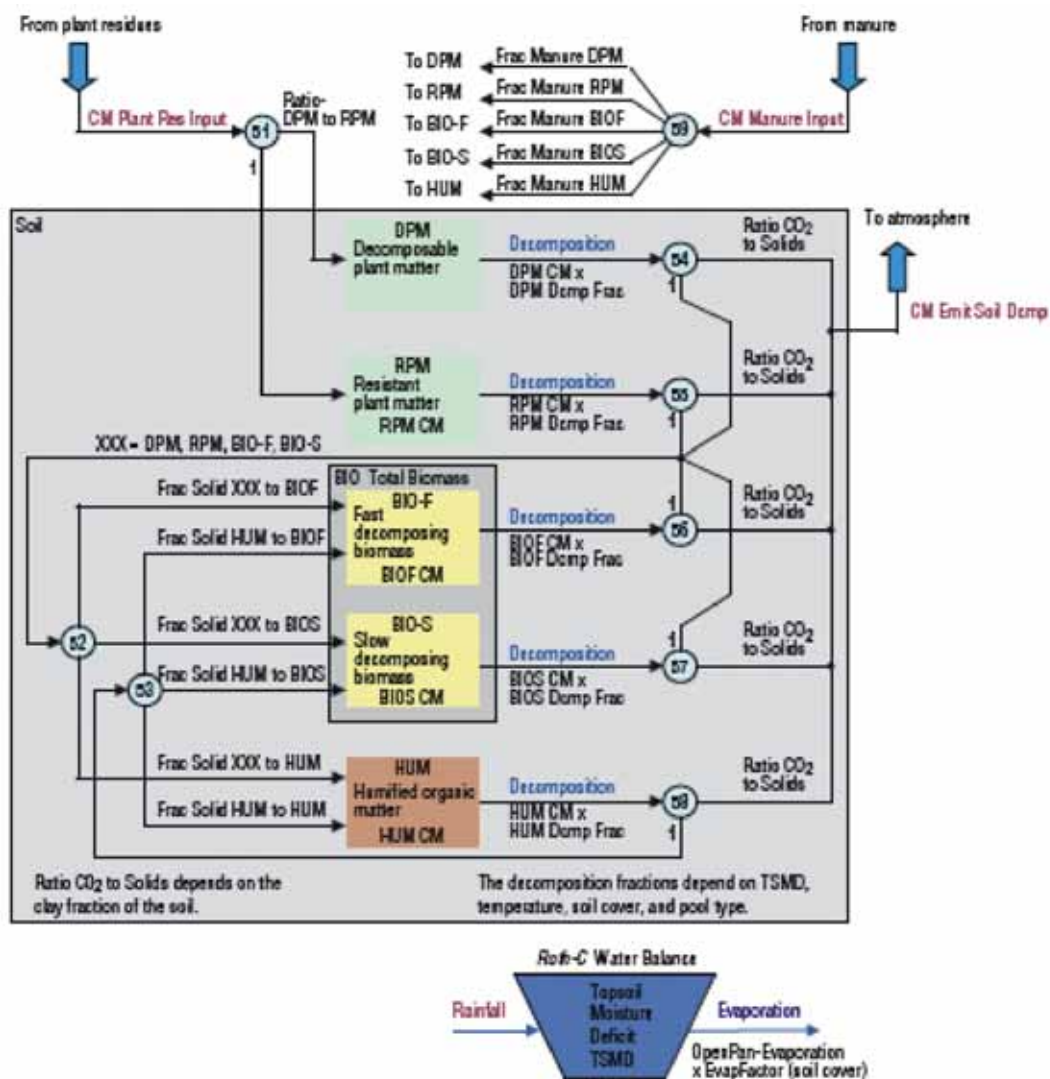 From plant residues
From manure
CM Plant Res Input
51
1
Ratio-
DPM to RPM
To DPM
Frac Manure DPM
To RPM
Frac Manure RPM
To BIO-F
Frac Manure BIOF
To BIO-S
Frac Manure BIOS
To HUM
Frac Manure HUM
59
CM Manure Input
Soil
To atmosphere
CM Emit Soil Dcmp
DPM
Decomposable
plant matter
Decomposition
DPM CM x
DPM Dcmp Frac
54
1
Ratio CO2
to Solids
RPM
Resistant
plant matter
RPM CM
Decomposition
RPM CM x
RPM Dcmp Frac
55
1
Ratio CO2
to Solids
XXX = DPM, RPM, BIO-F, BIO-S
BIO Total Biomass
Frac Solid XXX to BIOF
Frac Solid HUM to BIOF
BIO-F
Fast
decomposing
biomass
BIOF CM
Decomposition
BIOF CM x
BIOF Dcmp Frac
1
56
Ratio CO2
to Solids
52
Frac Solid XXX to BIOS
53
Frac Solid HUM to BIOS
BIO-S
Slow
decomposing
biomass
BIOS CM
Decomposition
BIOS CM x
BIOS Dcmp Frac
1
57
Ratio CO2
to Solids
Frac Solid XXX to HUM
Frac Solid HUM to HUM
HUM
Humified organic
matter
HUM CM
Decomposition
HUM CM x
HUM Dcmp Frac
58
1
Ratio CO2
to Solids
Ratio CO2 to Solids depends on the
clay fraction of the soil.
The decomposition fractions depend on TSMD,
temperature, soil cover, and pool type.
Roth-C Water Balance
Rainfall
Topsoil
Moisture
Deficit
TSMD
Evaporation
OpenPan-Evaporation
x EvapFactor (soil cover)